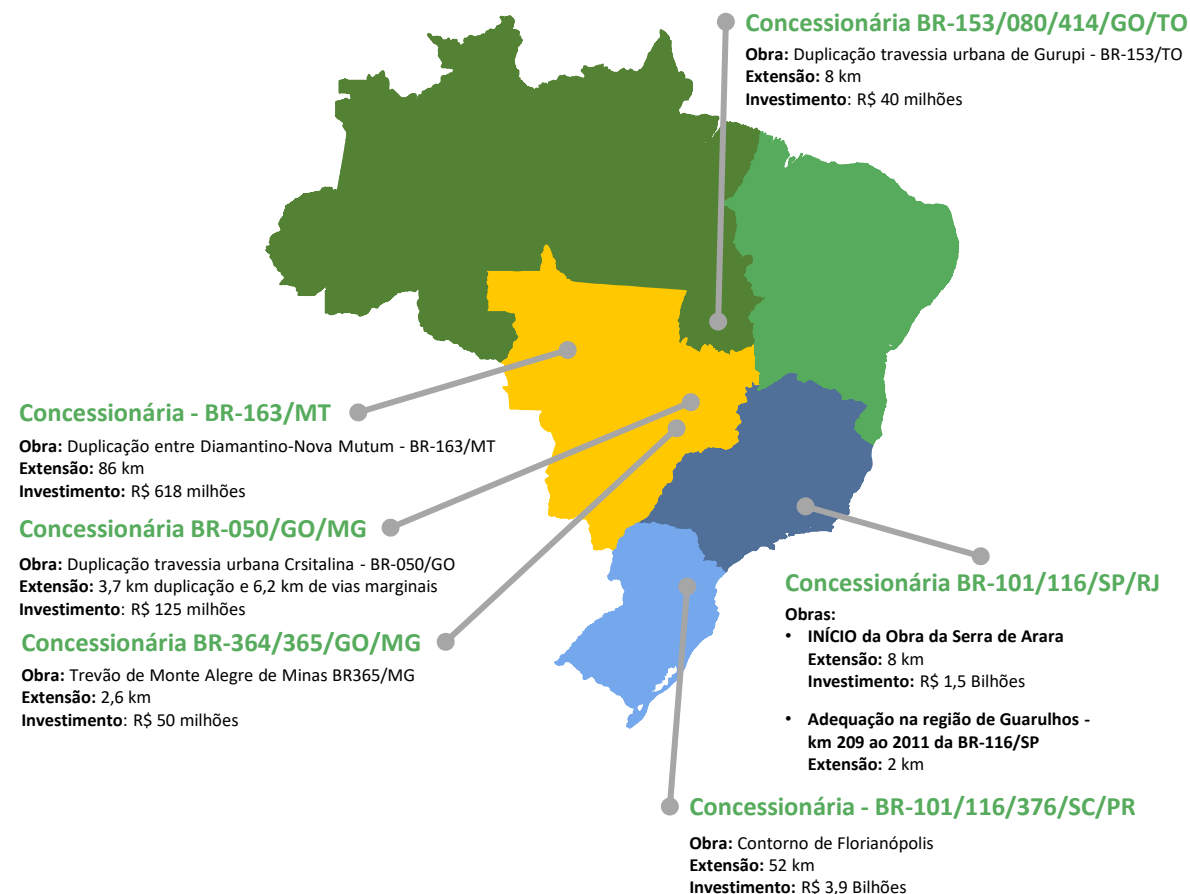 Concessionária BR-153/080/414/GO/TO
Obra: Duplicação travessia urbana de Gurupi - BR-153/TO
Extensão: 8 km
Investimento: R$ 40 milhões
Concessionária - BR-163/MT
Obra: Duplicação entre Diamantino-Nova Mutum - BR-163/MT
Extensão: 86 km
Investimento: R$ 618 milhões
Concessionária BR-050/GO/MG
Obra: Duplicação travessia urbana Crsitalina - BR-050/GO
Extensão: 3,7 km duplicação e 6,2 km de vias marginais
Investimento: R$ 125 milhões
Concessionária BR-364/365/GO/MG
Obra: Trevão de Monte Alegre de Minas BR365/MG
Extensão: 2,6 km
Investimento: R$ 50 milhões
Concessionária BR-101/116/SP/RJ
Obras:
• INÍCIO da Obra da Serra de Arara
Extensão: 8 km
Investimento: R$ 1,5 Bilhões
• Adequação na região de Guarulhos -
km 209 ao 2011 da BR-116/SP
Extensão: 2 km
Concessionária - BR-101/116/376/SC/PR
Obra: Contorno de Florianópolis
Extensão: 52 km
Investimento: R$ 3,9 Bilhões